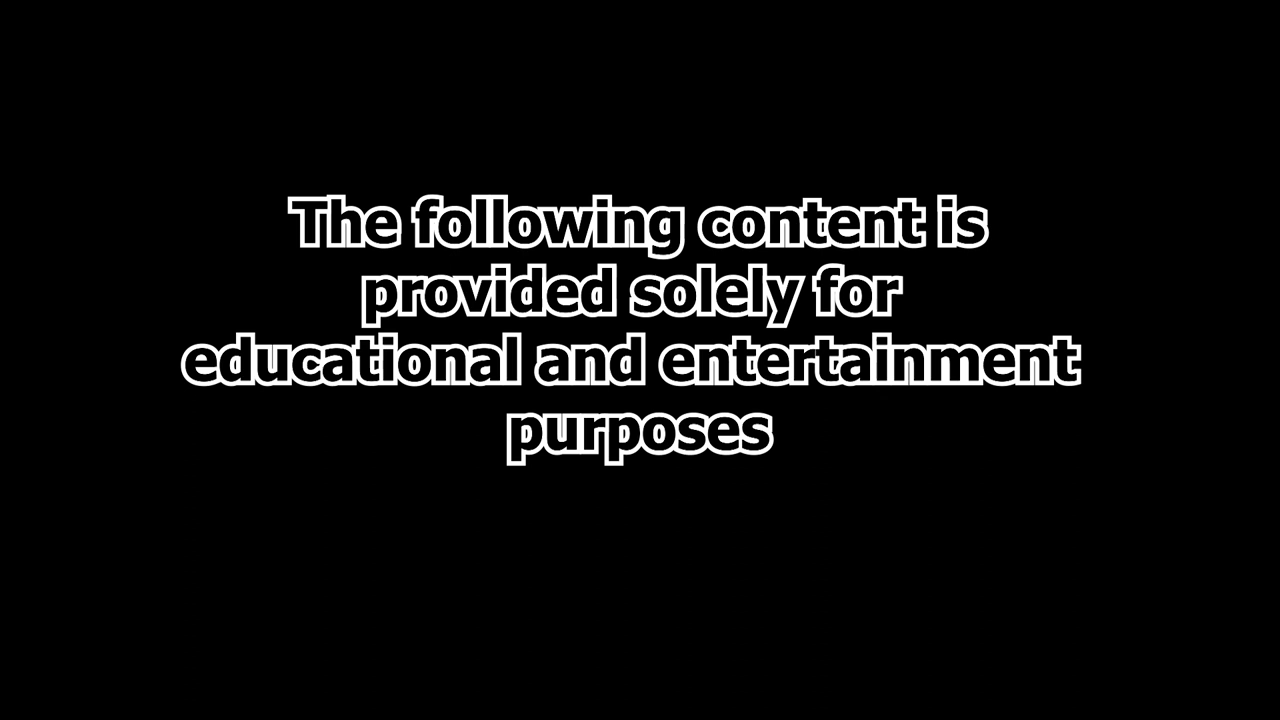 The following content is
provided solely for
educational and entertainment
purposes